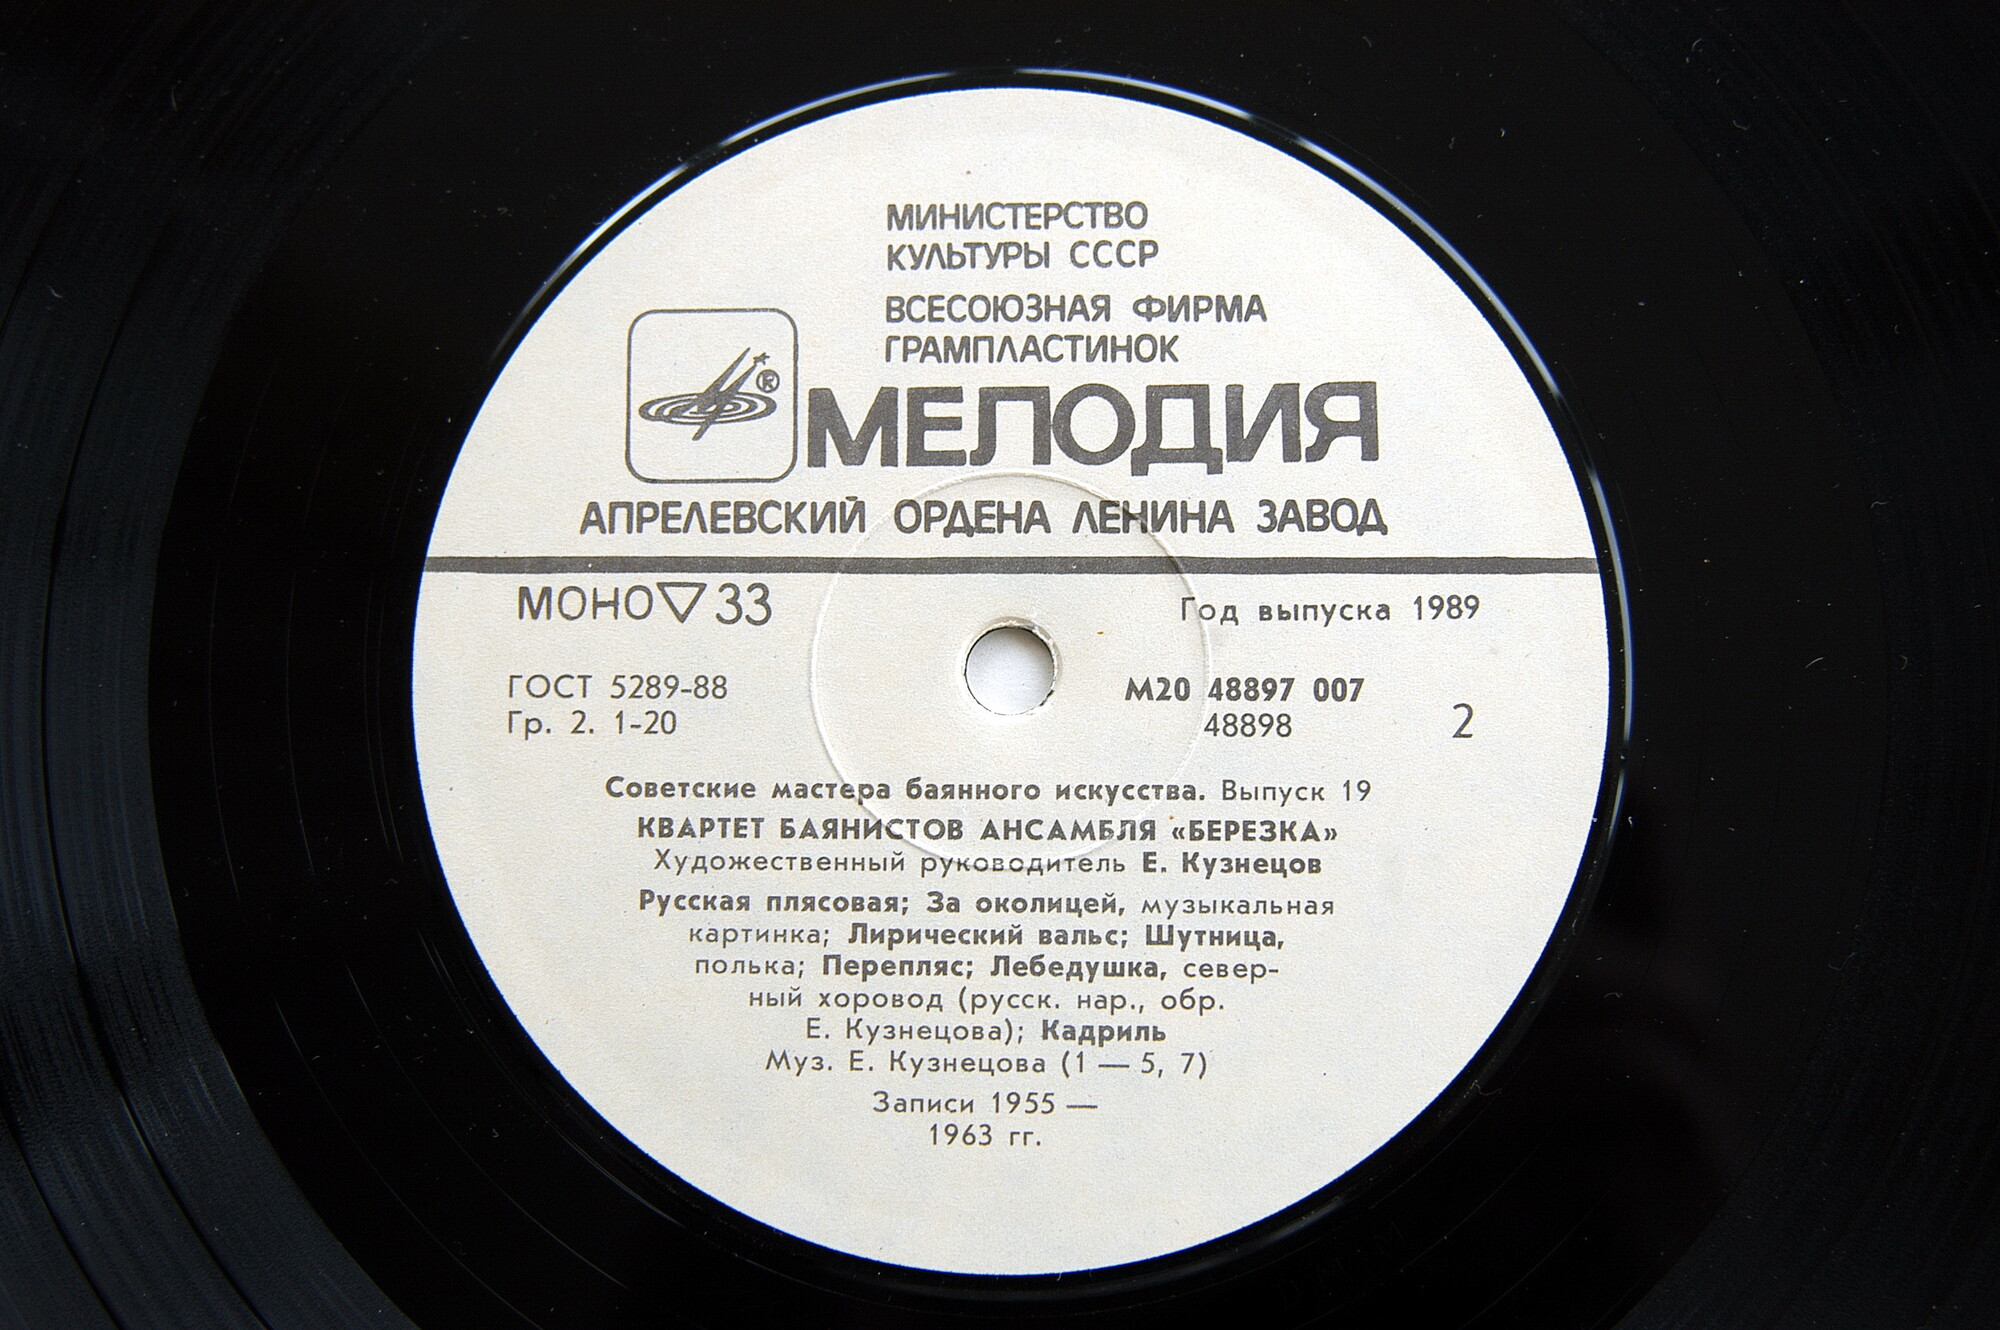 МИНИСТЕРСТВО
КУЛЬТУРЫ СССР
ВСЕСОЮЗНАЯ ФИРМА
ГРАМПЛАСТИНОК
®
МЕЛОДИЯ
АПРЕЛЕВСКИЙ ОРДЕНА ЛЕНИНА ЗАВОД
МОНО ▽ 33
Год выпуска 1989
ГОСТ 5289-88
Гр. 2. 1-20
М20 48897 007
48898
2
Советские мастера баянного искусства. Выпуск 19
КВАРТЕТ БАЯНИСТОВ АНСАМБЛЯ «БЕРЕЗКА»
Художественный руководитель Е. Кузнецов
Русская плясовая; За околицей, музыкальная
картинка; Лирический вальс; Шутница,
полька; Перепляс; Лебедушка, север-
ный хоровод (русск. нар., обр.
Е. Кузнецова); Кадриль
Муз. Е. Кузнецова (1 — 5, 7)
Записи 1955 —
1963 гг.